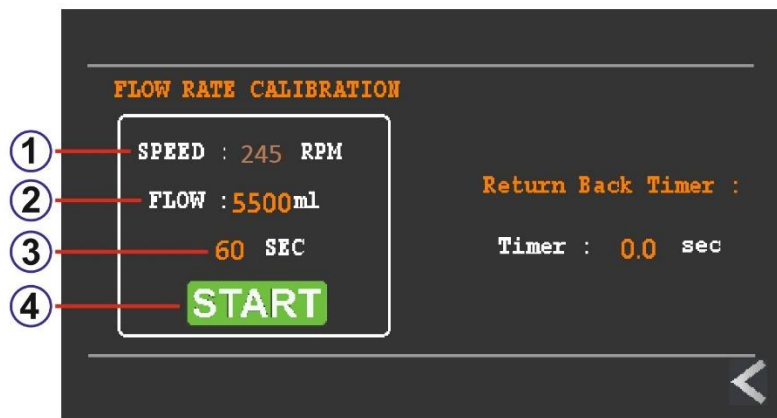 FLOW RATE CALIBRATION
1
SPEED : 245 RPM
2
FLOW :5500ml
3
60 SEC
4
START
Return Back Timer :
Timer : 0.0 sec